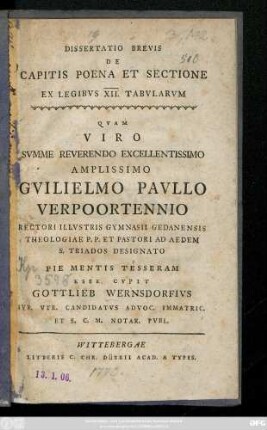 DISSERTATIO BREVIS
DE
CAPITIS POENA ET SECTIONE
EX LEGIBVS XII. TABVLARVM
QVAM
VIRO
SVMME REVERENDO EXCELLENTISSIMO
AMPLISSIMO
GVILIELMO PAVLLO
VERPOORTENNIO
RECTORI ILLVSTRIS GYMNASII GEDANENSIS
THEOLOGIAE P. P. ET PASTORI AD AEDEM
S. TRIADOS DESIGNATO
PIE MENTIS TESSERAM
ESSE CVPIT
GOTTLIEB WERNSDORFIVS
IVR. VTR. CANDIDATVS ADVOC. IMMATRIC.
ET S. C. M. NOTAR. PVBL.
WITTEBERGAE
LITTERIS C. CHR. DÜRRII ACAD. A TYPIS.
13. 1. 06.